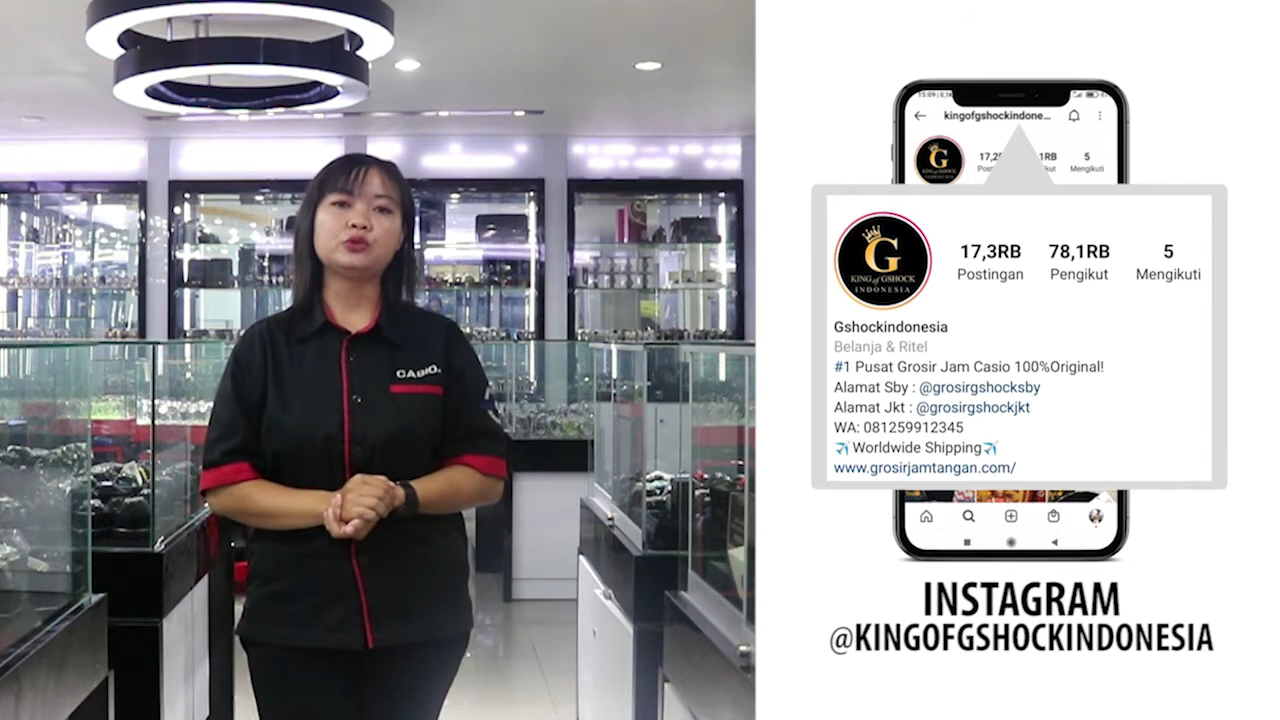 CASIO
15:09
kingofgshockindone...
5
Mengikuti
G
KING of GSHOCK
INDONESIA
17,3RB
78,1RB
5
Postingan
Pengikut
Mengikuti
Gshockindonesia
Belanja & Ritel
#1 Pusat Grosir Jam Casio 100%Original!
Alamat Sby : @grosirgshocksby
Alamat Jkt : @grosirgshockjkt
WA: 081259912345
✈️Worldwide Shipping✈️
www.grosirjamtangan.com/
INSTAGRAM
@KINGOFGSHOCKINDONESIA